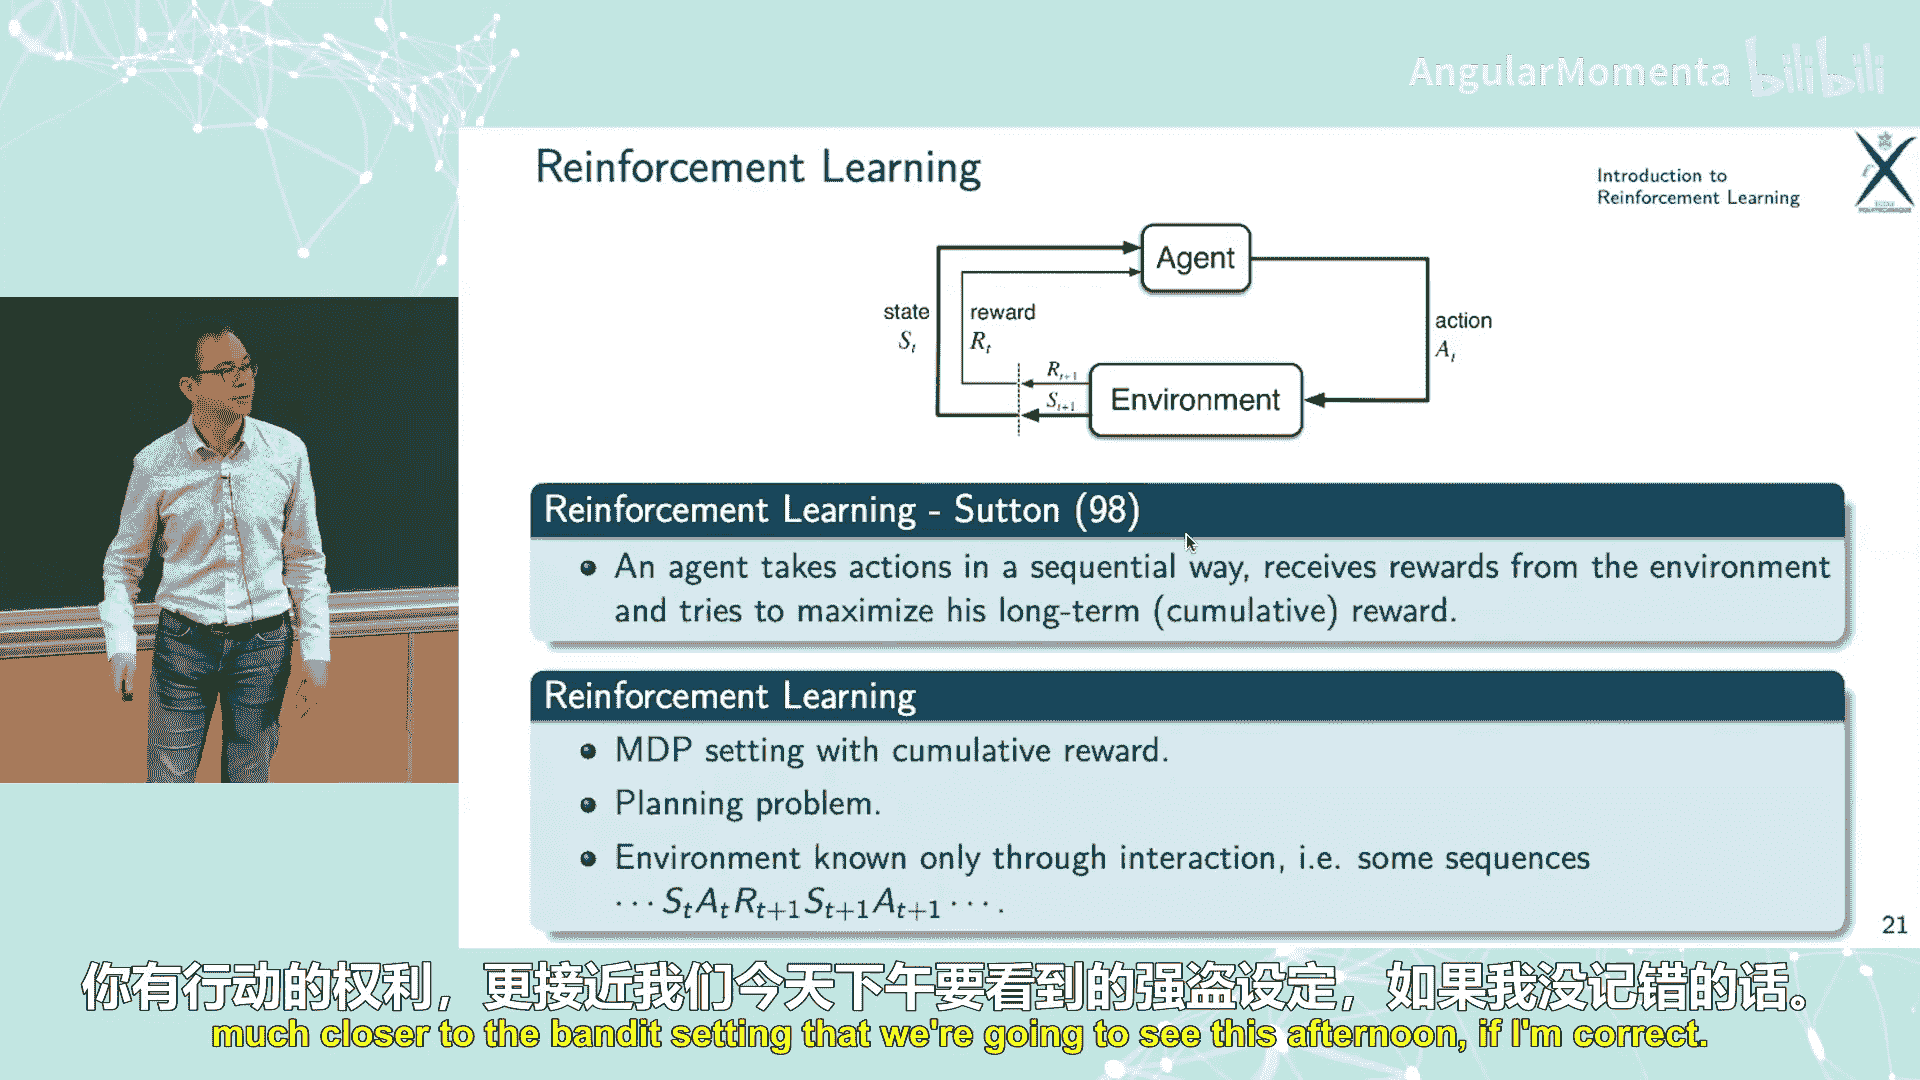 AngularMomenta bilibili
Reinforcement Learning
Introduction to
Reinforcement Learning
Agent
state
S_t
reward
R_t
action
A_t
R_{t+1}
S_{t+1}
Environment
Reinforcement Learning - Sutton (98)
An agent takes actions in a sequential way, receives rewards from the environment
and tries to maximize his long-term (cumulative) reward.
Reinforcement Learning
MDP setting with cumulative reward.
Planning problem.
Environment known only through interaction, i.e. some sequences
··· S_t A_t R_{t+1} S_{t+1} A_{t+1} ··· .
21
你有行动的权利，更接近我们今天下午要看到的强盗设定，如果我没记错的话。
much closer to the bandit setting that we're going to see this afternoon, if I'm correct.